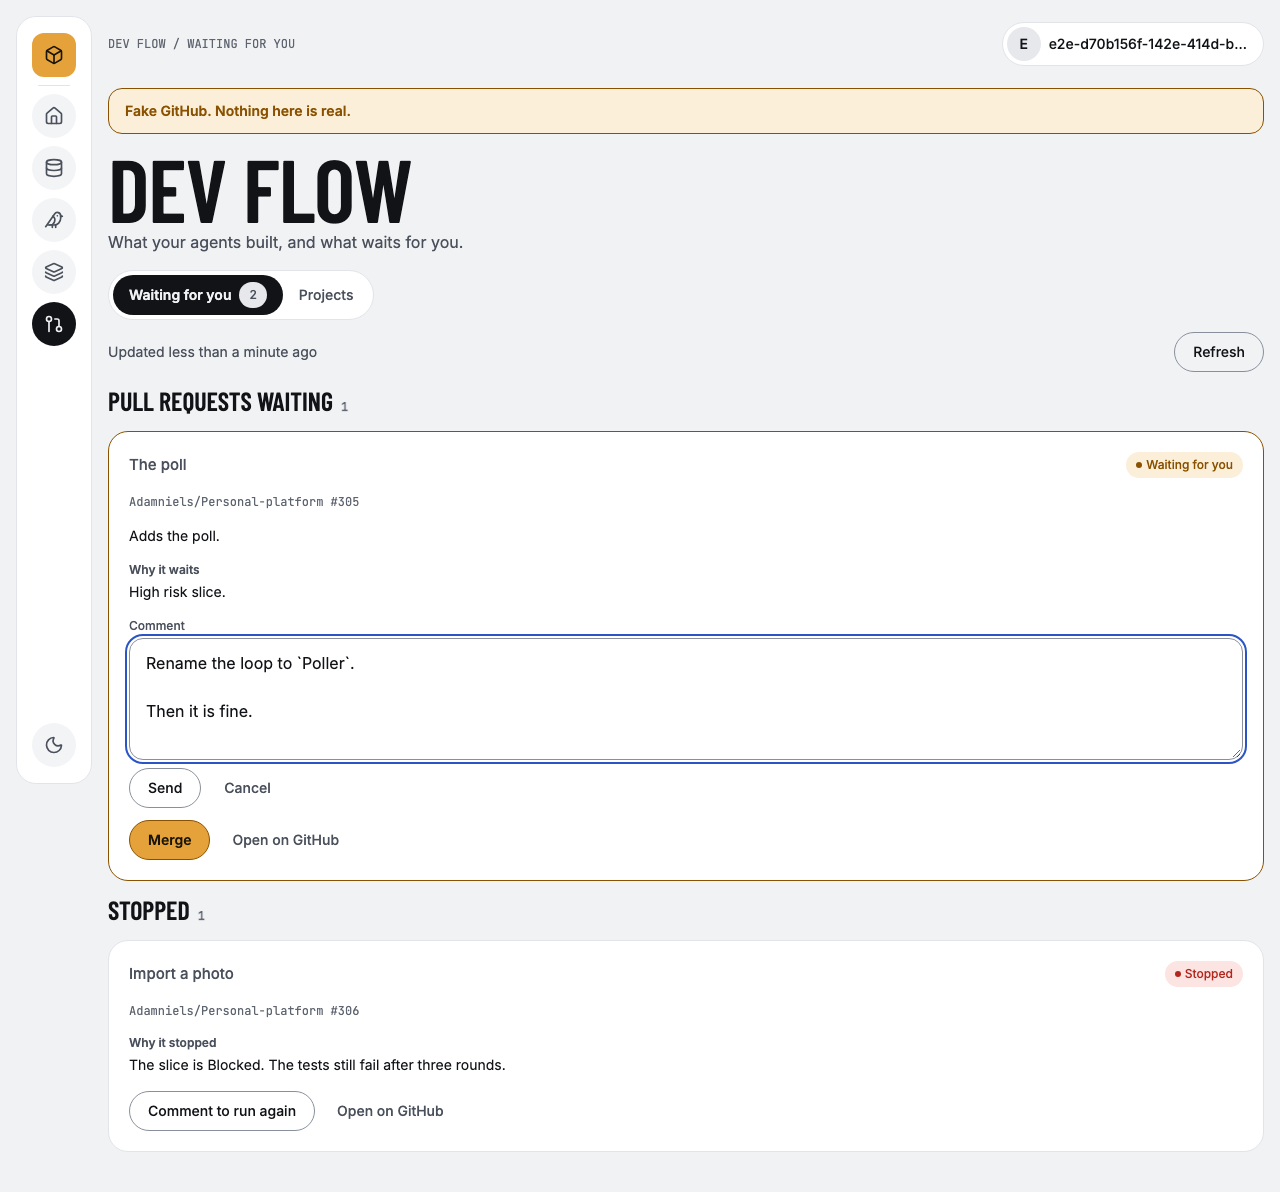 DEV FLOW / WAITING FOR YOU
E e2e-d70b156f-142e-414d-b...
Fake GitHub. Nothing here is real.
DEV FLOW
What your agents built, and what waits for you.
Waiting for you 2 Projects
Updated less than a minute ago Refresh
PULL REQUESTS WAITING 1
The poll Waiting for you
Adamniels/Personal-platform #305
Adds the poll.
Why it waits
High risk slice.
Comment
Rename the loop to `Poller`.
Then it is fine.
Send Cancel
Merge Open on GitHub
STOPPED 1
Import a photo Stopped
Adamniels/Personal-platform #306
Why it stopped
The slice is Blocked. The tests still fail after three rounds.
Comment to run again Open on GitHub